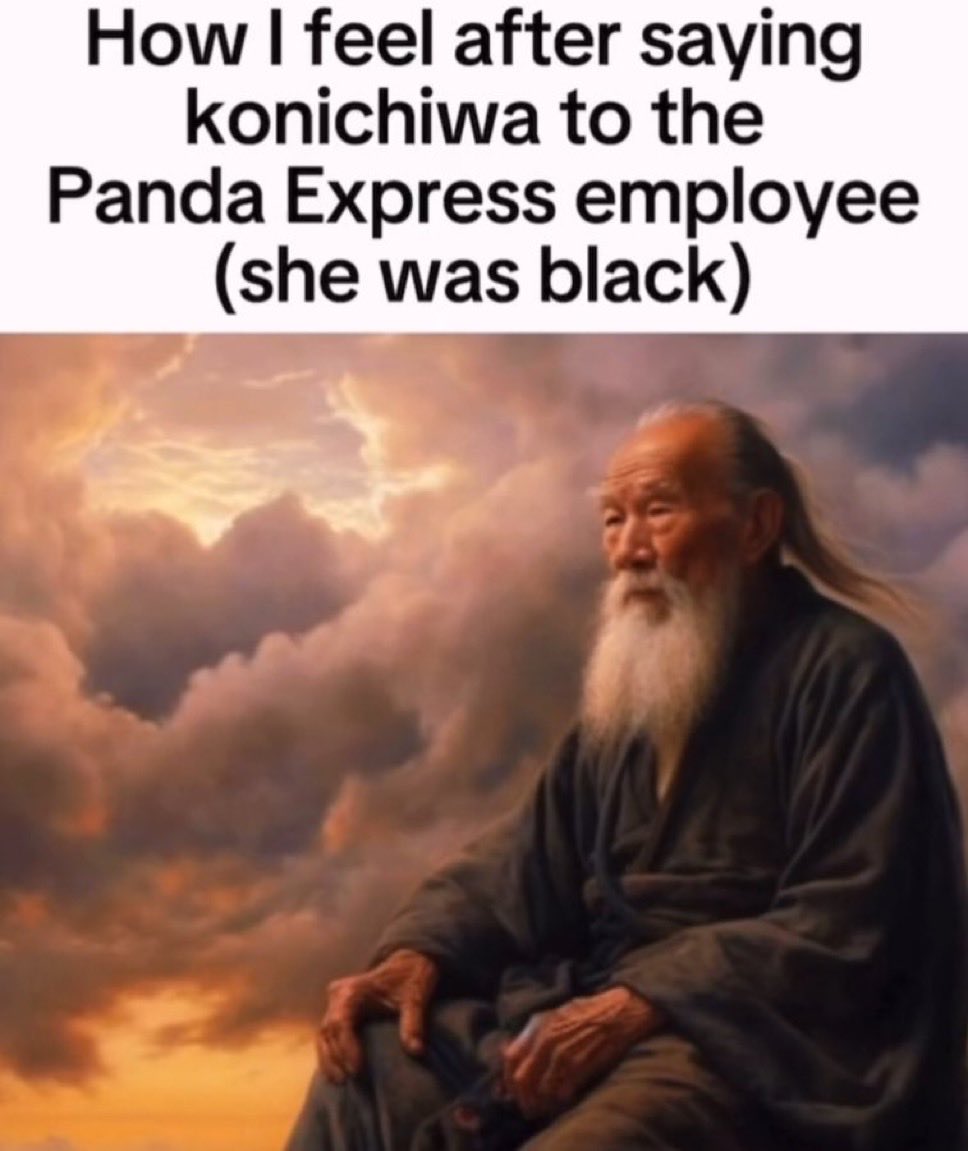 How I feel after saying
konichiwa to the
Panda Express employee
(she was black)